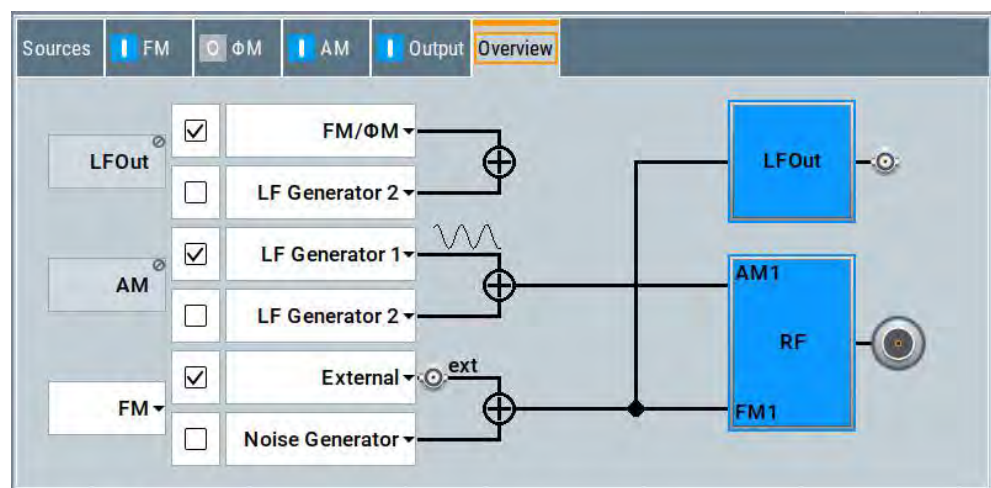 Sources FM ΦM AM Output Overview
LFOut
FM/ΦM
LF Generator 2
AM
LF Generator 1
LF Generator 2
FM
External
ext
Noise Generator
LFOut
AM1
RF
FM1